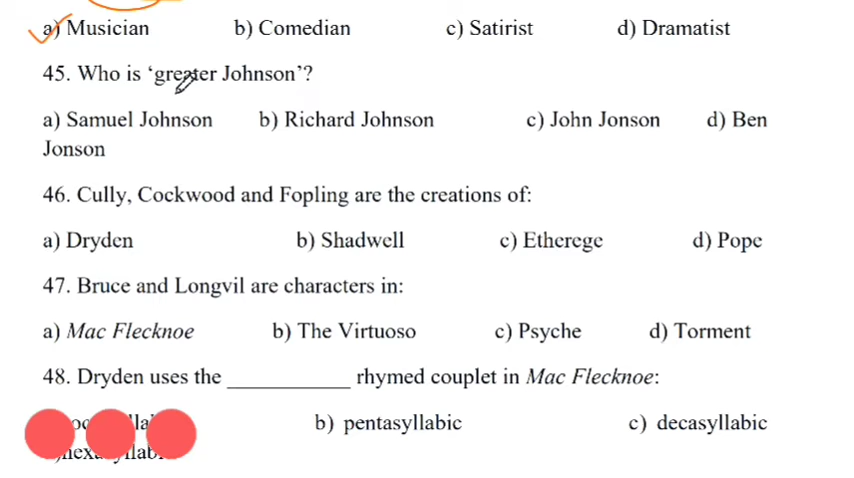 a) Musician b) Comedian c) Satirist d) Dramatist
45. Who is ‘greater Johnson’?
a) Samuel Johnson b) Richard Johnson c) John Jonson d) Ben
Jonson
46. Cully, Cockwood and Fopling are the creations of:
a) Dryden b) Shadwell c) Etherege d) Pope
47. Bruce and Longvil are characters in:
a) Mac Flecknoe b) The Virtuoso c) Psyche d) Torment
48. Dryden uses the ___________ rhymed couplet in Mac Flecknoe:
b) pentasyllabic c) decasyllabic